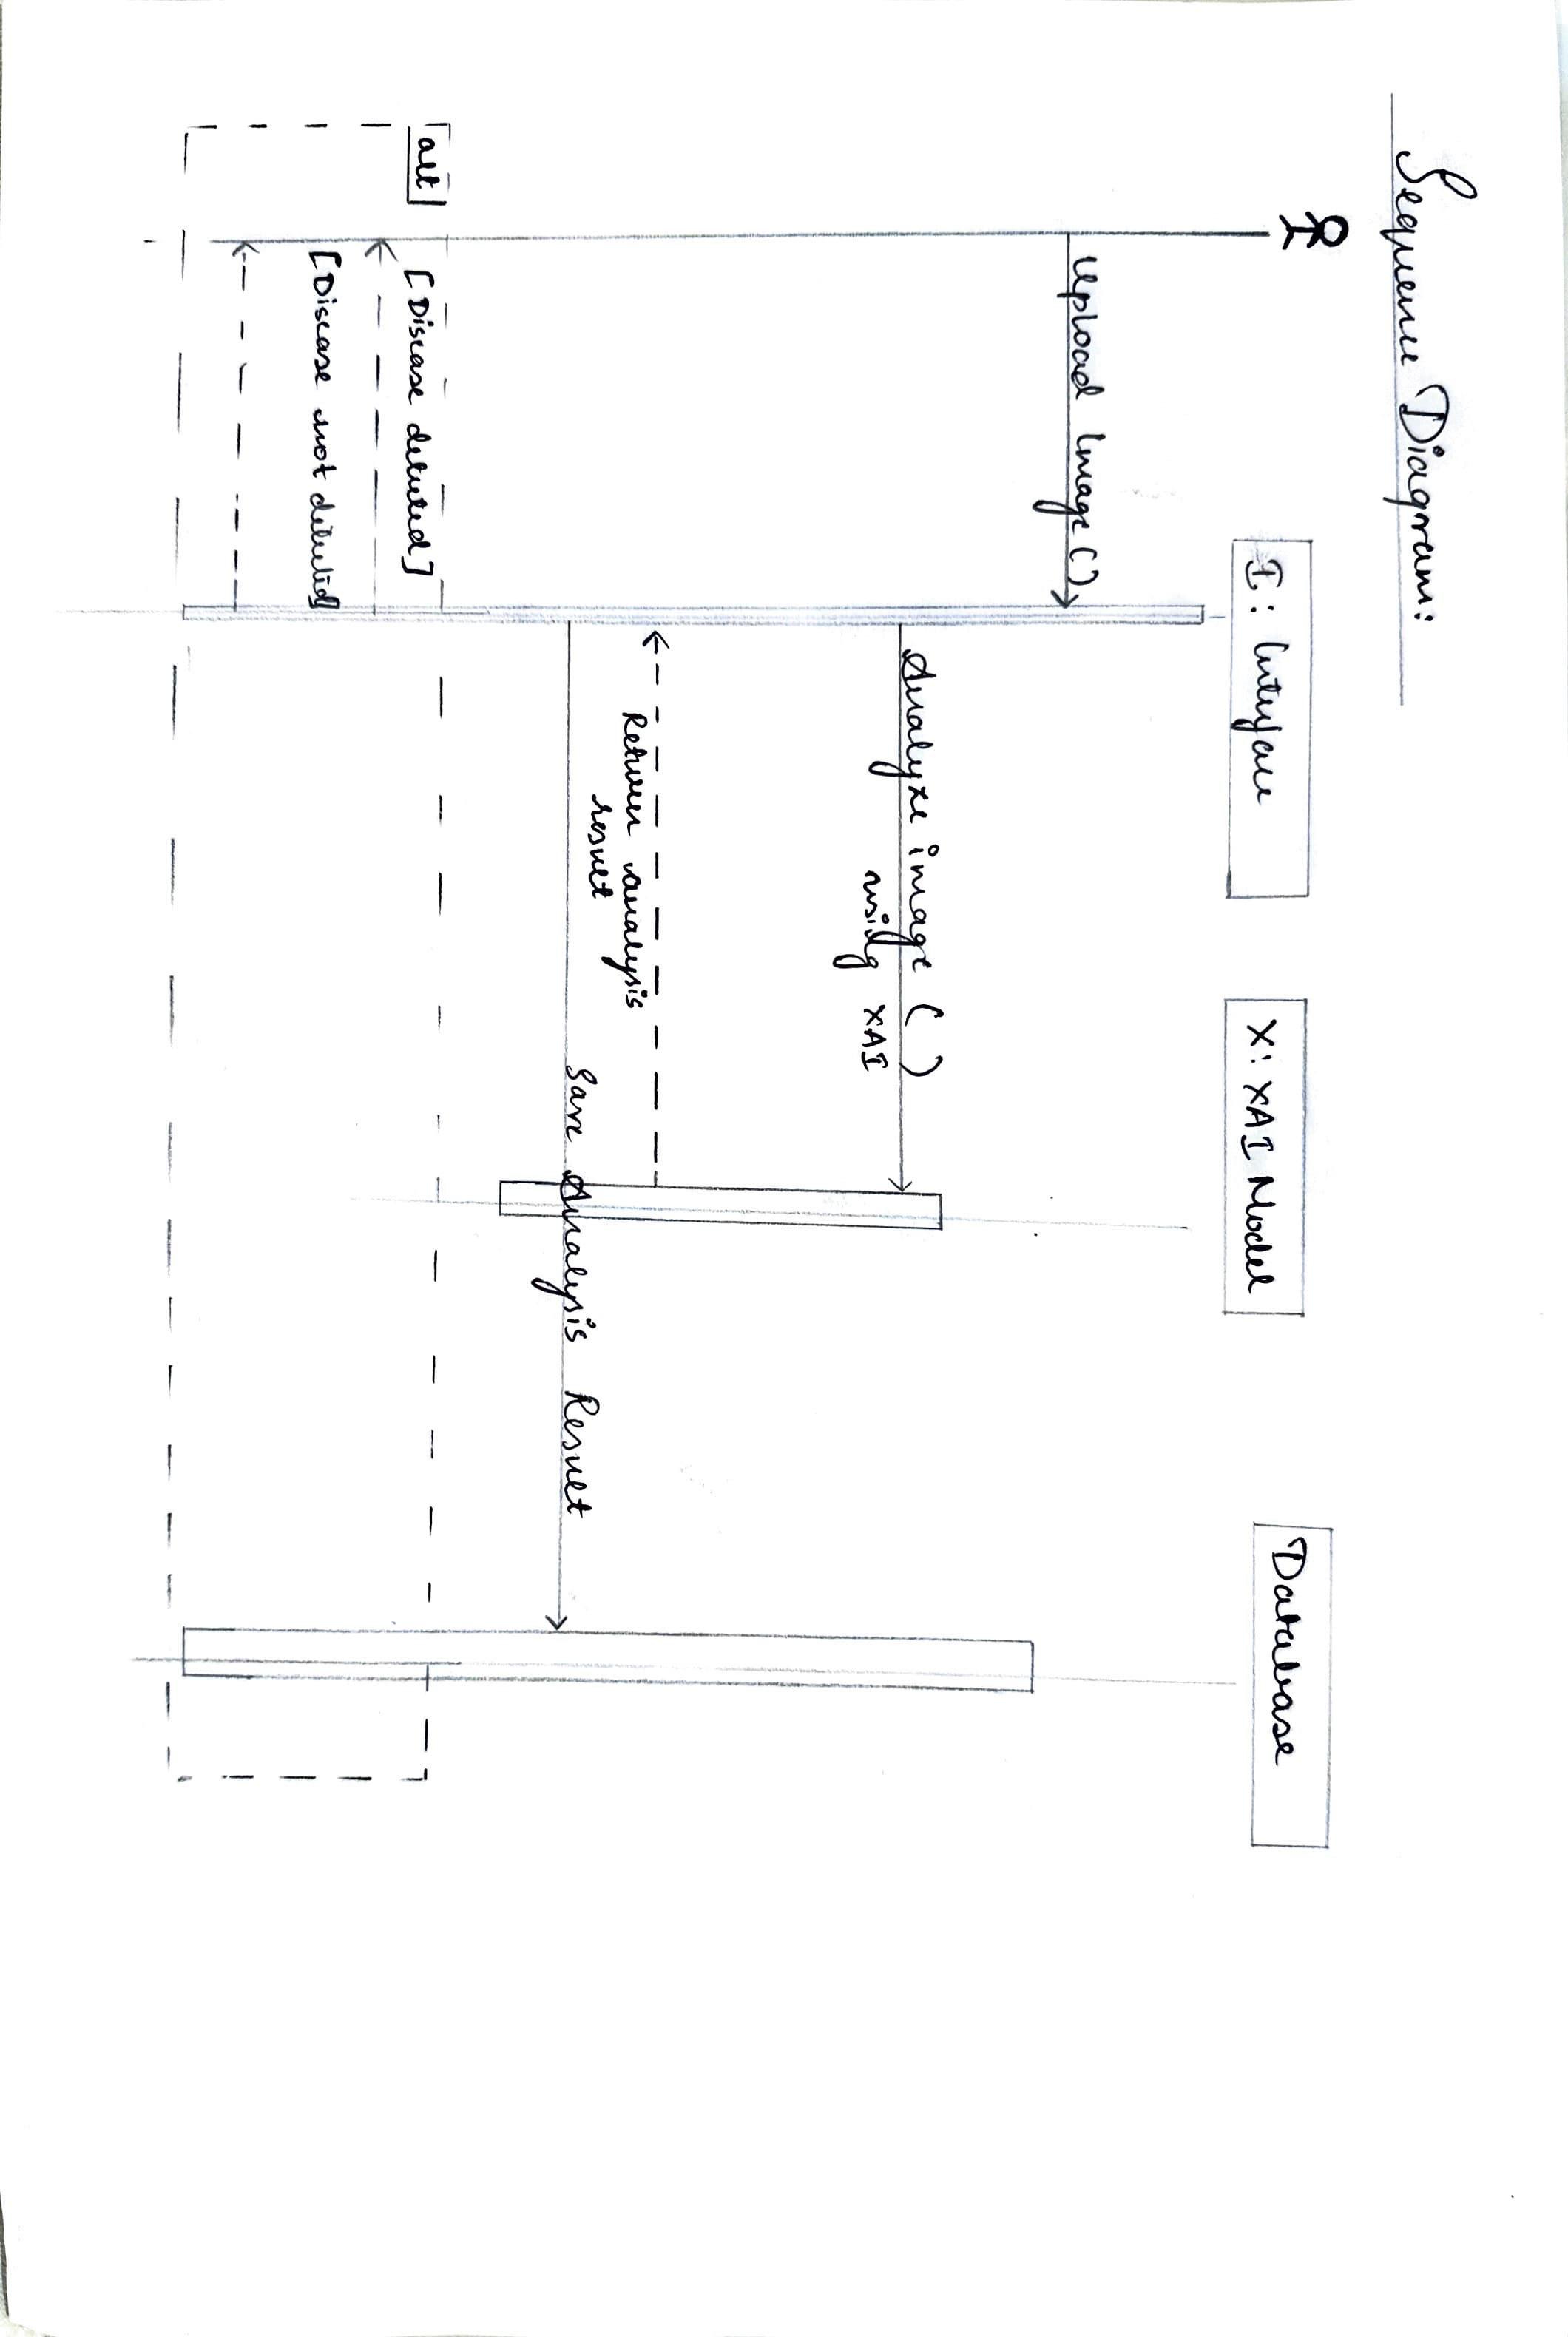 Sequence Diagram:
I: Interface
X: XAI Model
Database
Upload Image()
Analyze image ( )
using XAI
Return analysis
result
Save Analysis Result
alt
[Disease detected]
[Disease not detected]